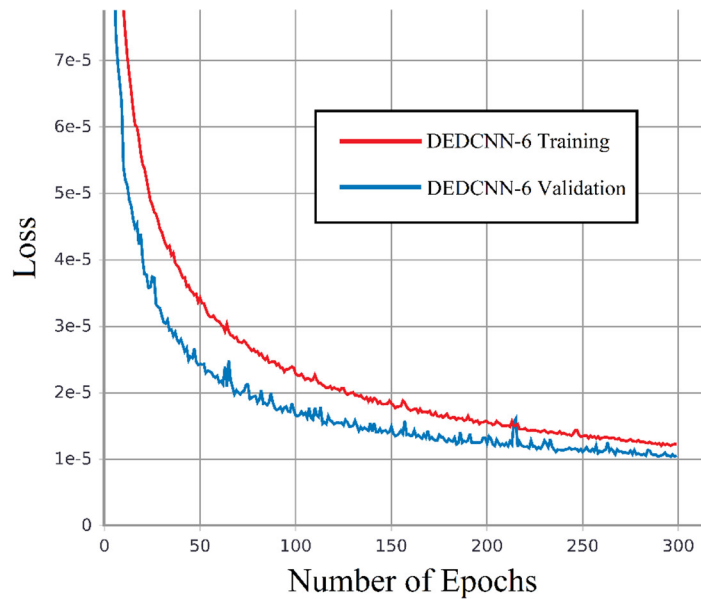 7e-5
6e-5
5e-5
4e-5
3e-5
2e-5
1e-5
0
Loss
DEDCNN-6 Training
DEDCNN-6 Validation
0 50 100 150 200 250 300
Number of Epochs